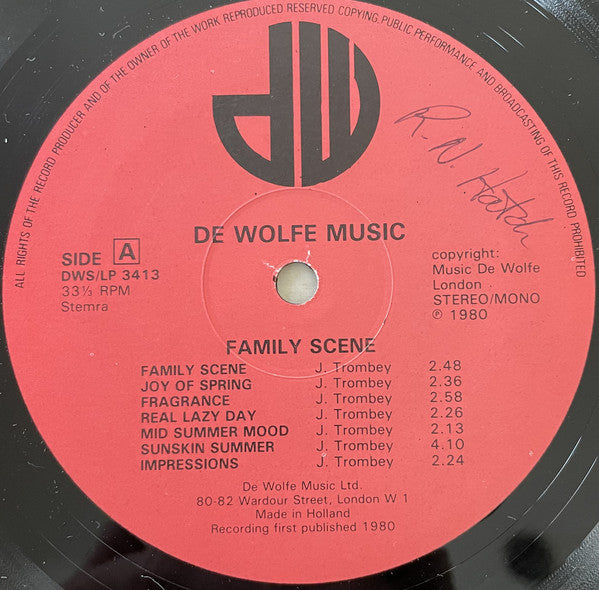 ALL RIGHTS OF THE RECORD PRODUCER AND OF THE OWNER OF THE WORK REPRODUCED RESERVED COPYING,PUBLIC PERFORMANCE AND BROADCASTING OF THIS RECORD PROHIBITED
dW
R.N. Hatch
DE WOLFE MUSIC
SIDE A
DWS/LP 3413
33⅓ RPM
Stemra
copyright:
Music De Wolfe
London
STEREO/MONO
℗ 1980
FAMILY SCENE
FAMILY SCENE J. Trombey 2.48
JOY OF SPRING J. Trombey 2.36
FRAGRANCE J. Trombey 2.58
REAL LAZY DAY J. Trombey 2.26
MID SUMMER MOOD J. Trombey 2.13
SUNSKIN SUMMER J. Trombey 4.10
IMPRESSIONS J. Trombey 2.24
De Wolfe Music Ltd.
80-82 Wardour Street, London W 1
Made in Holland
Recording first published 1980